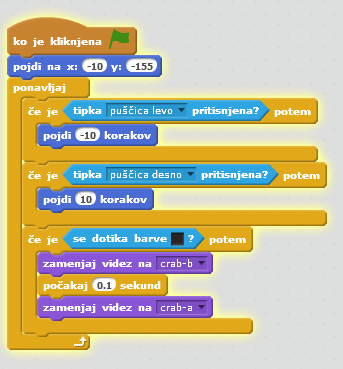 ko je kliknjena
pojdi na x: -10 y: -155
ponavljaj
če je tipka puščica levo pritisnjena? potem
pojdi -10 korakov
če je tipka puščica desno pritisnjena? potem
pojdi 10 korakov
če je se dotika barve ? potem
zamenjaj videz na crab-b
počakaj 0.1 sekund
zamenjaj videz na crab-a